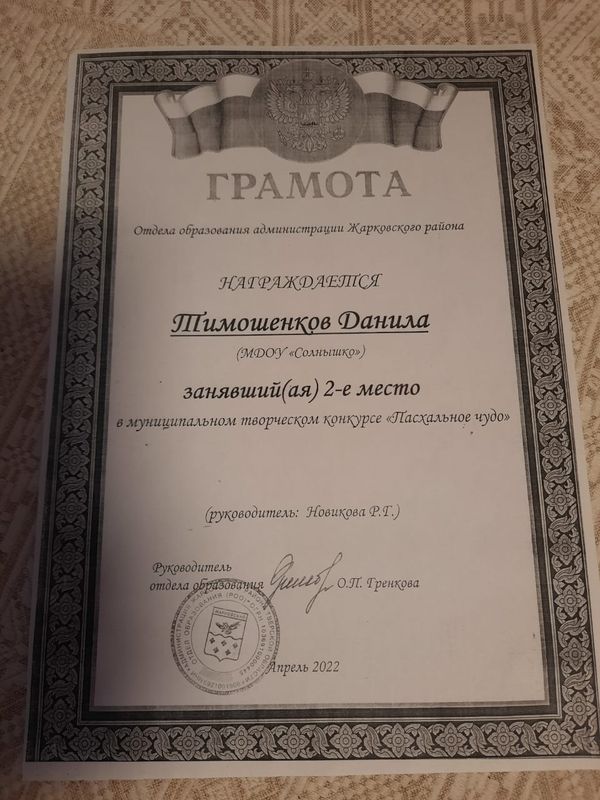 ГРАМОТА
Отдела образования администрации Жарковского района
НАГРАЖДАЕТСЯ
Тимошенков Данила
(МДОУ «Солнышко»)
занявший(ая) 2-е место
в муниципальном творческом конкурсе «Пасхальное чудо»
(руководитель: Новикова Р.Г.)
Руководитель
отдела образования О.П. Гренкова
Апрель 2022